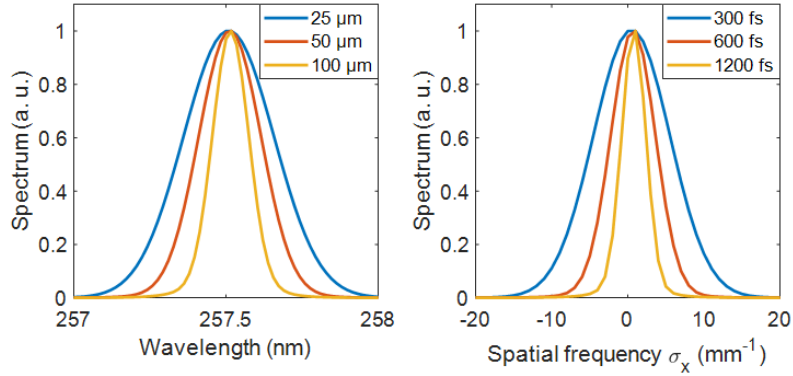 Spectrum (a. u.)
1
0.8
0.6
0.4
0.2
0
257
257.5
258
Wavelength (nm)
25 µm
50 µm
100 µm
Spectrum (a. u.)
1
0.8
0.6
0.4
0.2
0
-20
-10
0
10
20
Spatial frequency σx (mm-1)
300 fs
600 fs
1200 fs